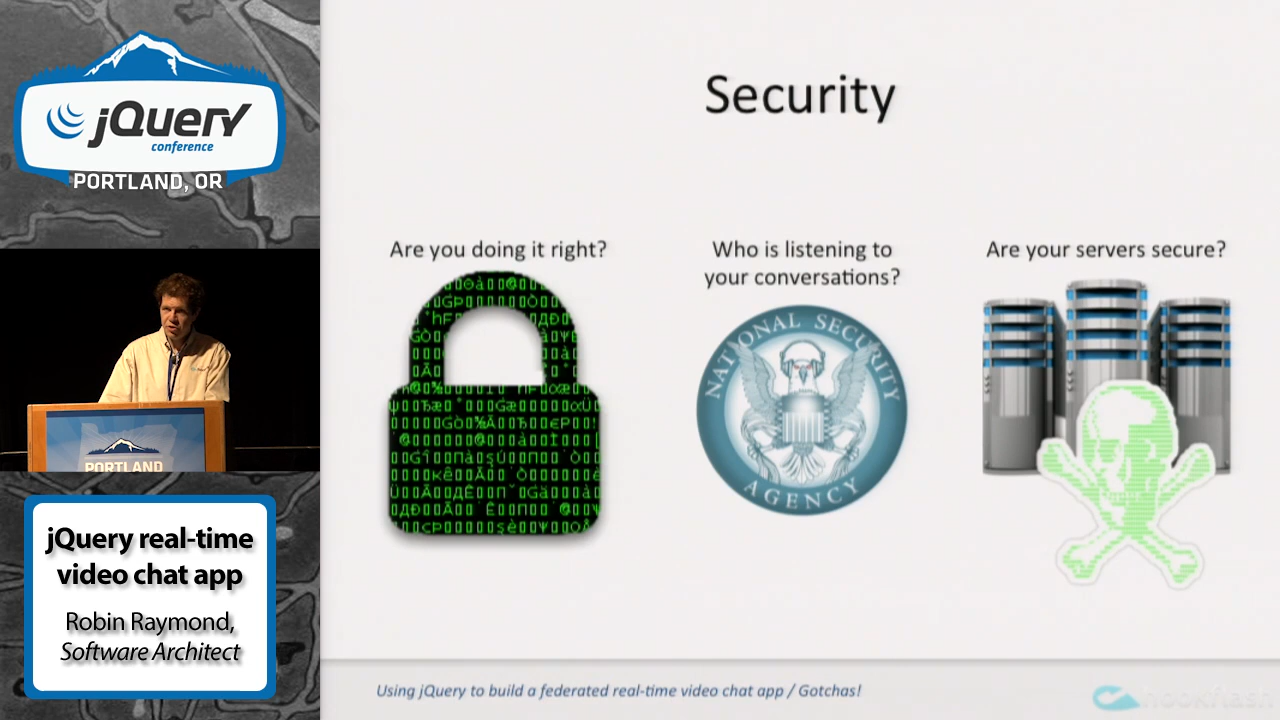 jQuery
conference
PORTLAND, OR
PORTLAND
jQuery real-time
video chat app
Robin Raymond,
Software Architect
Security
Are you doing it right?
Who is listening to
your conversations?
Are your servers secure?
NATIONAL SECURITY
AGENCY
Using jQuery to build a federated real-time video chat app / Gotchas!
hookflash